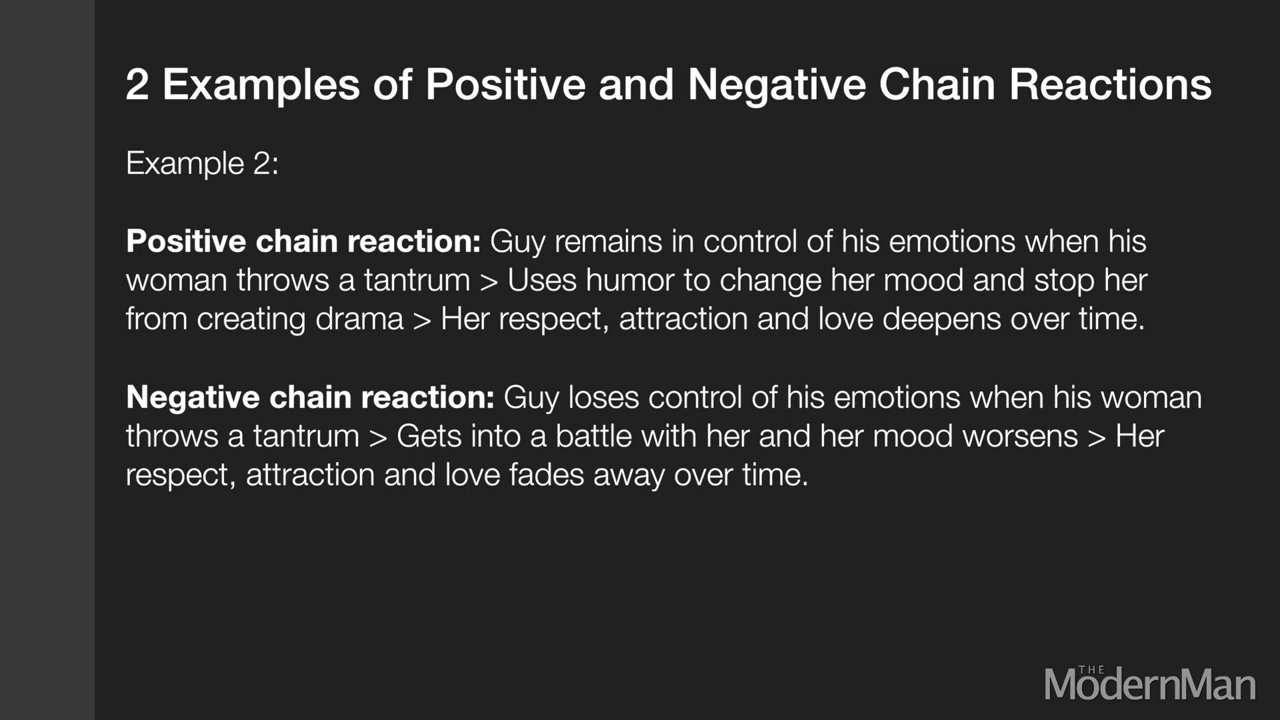 2 Examples of Positive and Negative Chain Reactions
Example 2:
Positive chain reaction: Guy remains in control of his emotions when his
woman throws a tantrum > Uses humor to change her mood and stop her
from creating drama > Her respect, attraction and love deepens over time.
Negative chain reaction: Guy loses control of his emotions when his woman
throws a tantrum > Gets into a battle with her and her mood worsens > Her
respect, attraction and love fades away over time.
THE
ModernMan